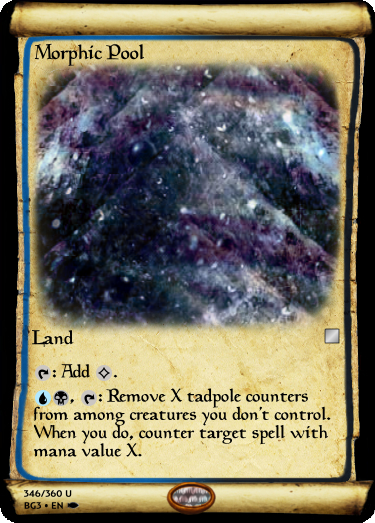 Morphic Pool
Land
: Add .
, : Remove X tadpole counters
from among creatures you don't control.
When you do, counter target spell with
mana value X.
346/360 U
BG3 • EN